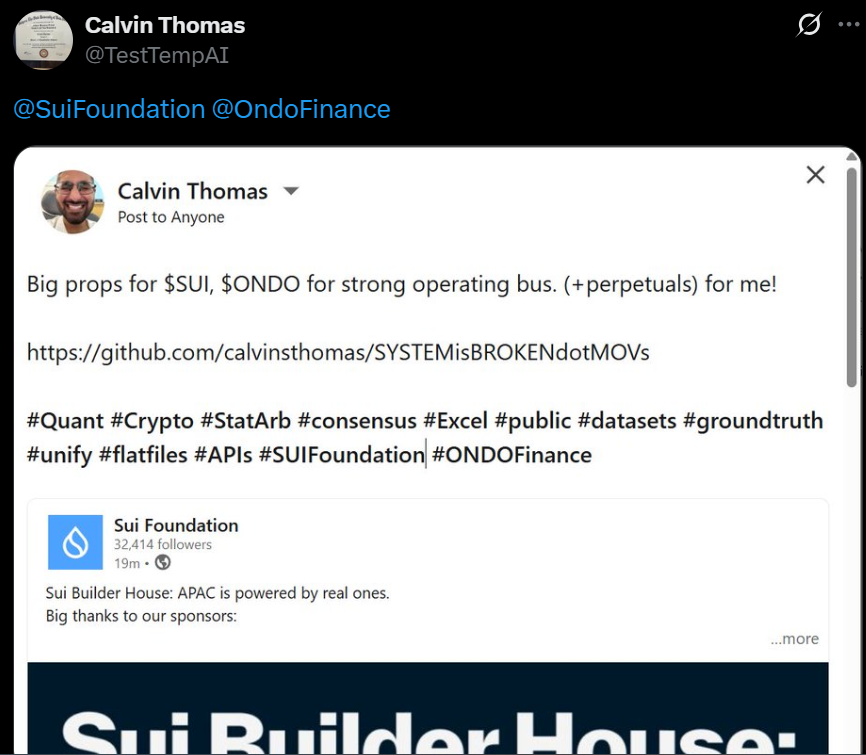 Calvin Thomas
@TestTempAI
@SuiFoundation @OndoFinance
Calvin Thomas
Post to Anyone
Big props for $SUI, $ONDO for strong operating bus. (+perpetuals) for me!
https://github.com/calvinsthomas/SYSTEMisBROKENdotMOVs
#Quant #Crypto #StatArb #consensus #Excel #public #datasets #groundtruth
#unify #flatfiles #APIs #SUIFoundation #ONDOFinance
Sui Foundation
32,414 followers
19m •
Sui Builder House: APAC is powered by real ones.
Big thanks to our sponsors:
...more
Sui Builder House: